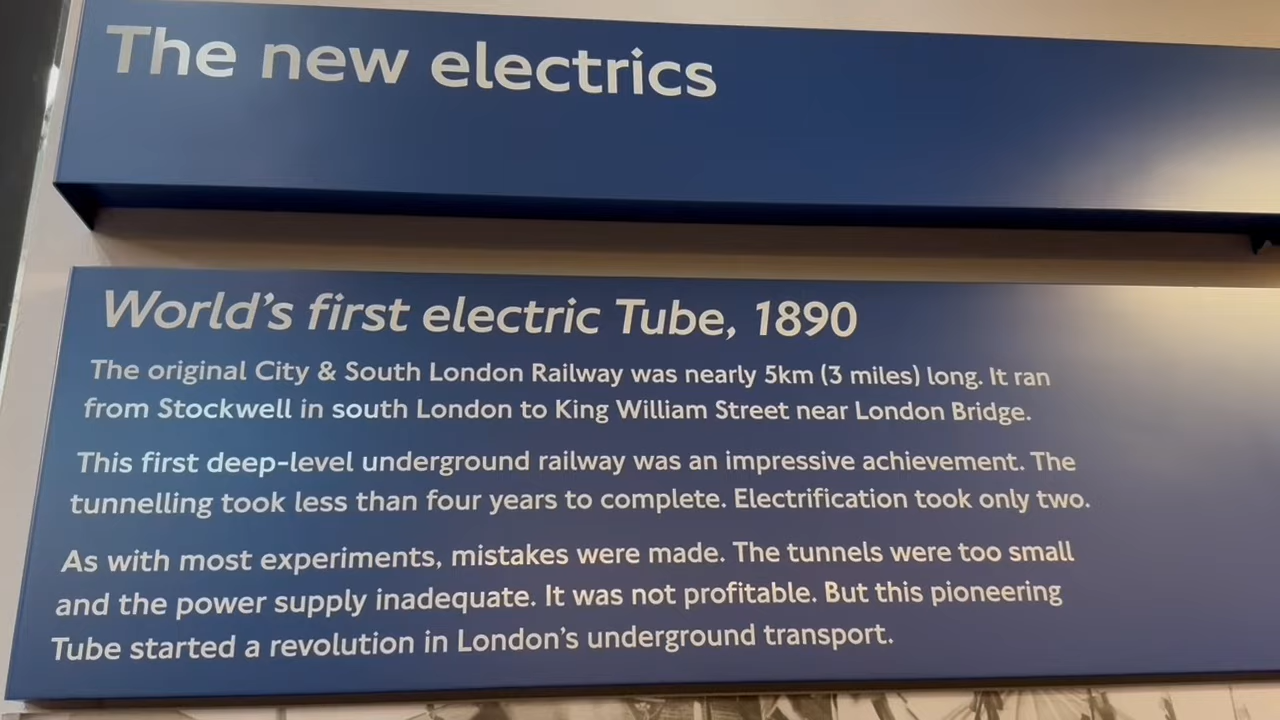 The new electrics
World's first electric Tube, 1890
The original City & South London Railway was nearly 5km (3 miles) long. It ran
from Stockwell in south London to King William Street near London Bridge.
This first deep-level underground railway was an impressive achievement. The
tunnelling took less than four years to complete. Electrification took only two.
As with most experiments, mistakes were made. The tunnels were too small
and the power supply inadequate. It was not profitable. But this pioneering
Tube started a revolution in London's underground transport.